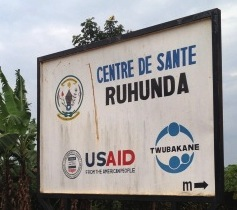 CENTRE DE SANTE
RUHUNDA
USAID
FROM THE AMERICAN PEOPLE
TWUBAKANE
m